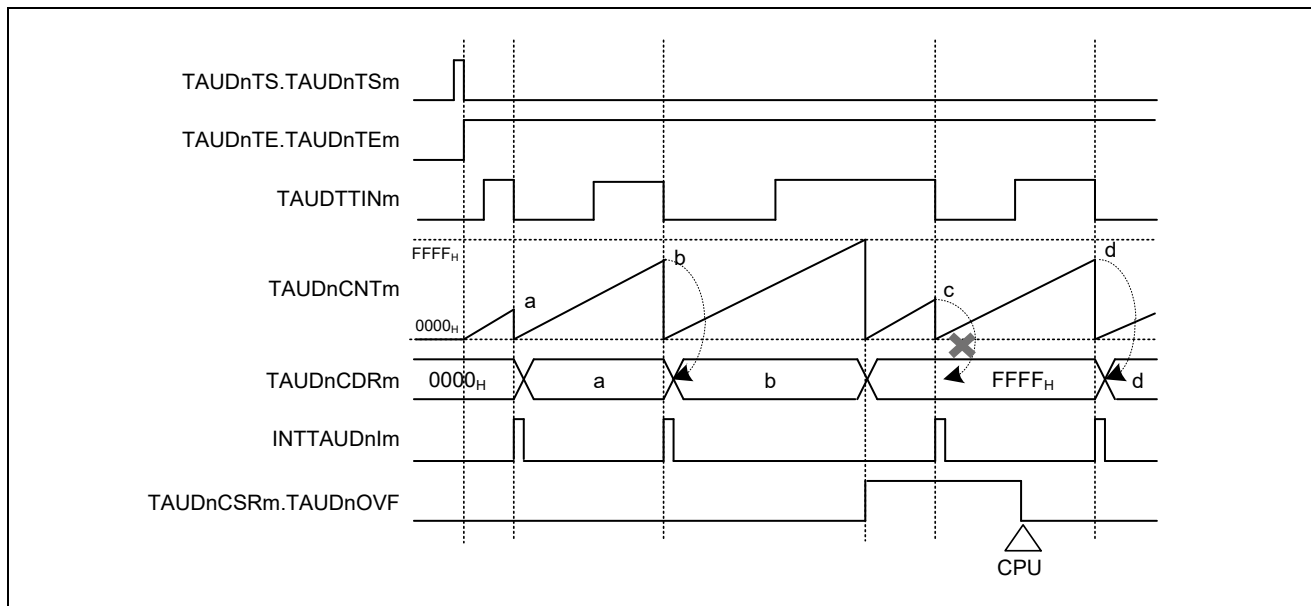 TAUDnTS.TAUDnTSm
TAUDnTE.TAUDnTEm
TAUDTTINm
FFFFH
b
d
TAUDnCNTm
a
c
0000H
TAUDnCDRm
0000H
a
b
FFFFH
d
INTTAUDnIm
TAUDnCSRm.TAUDnOVF
CPU